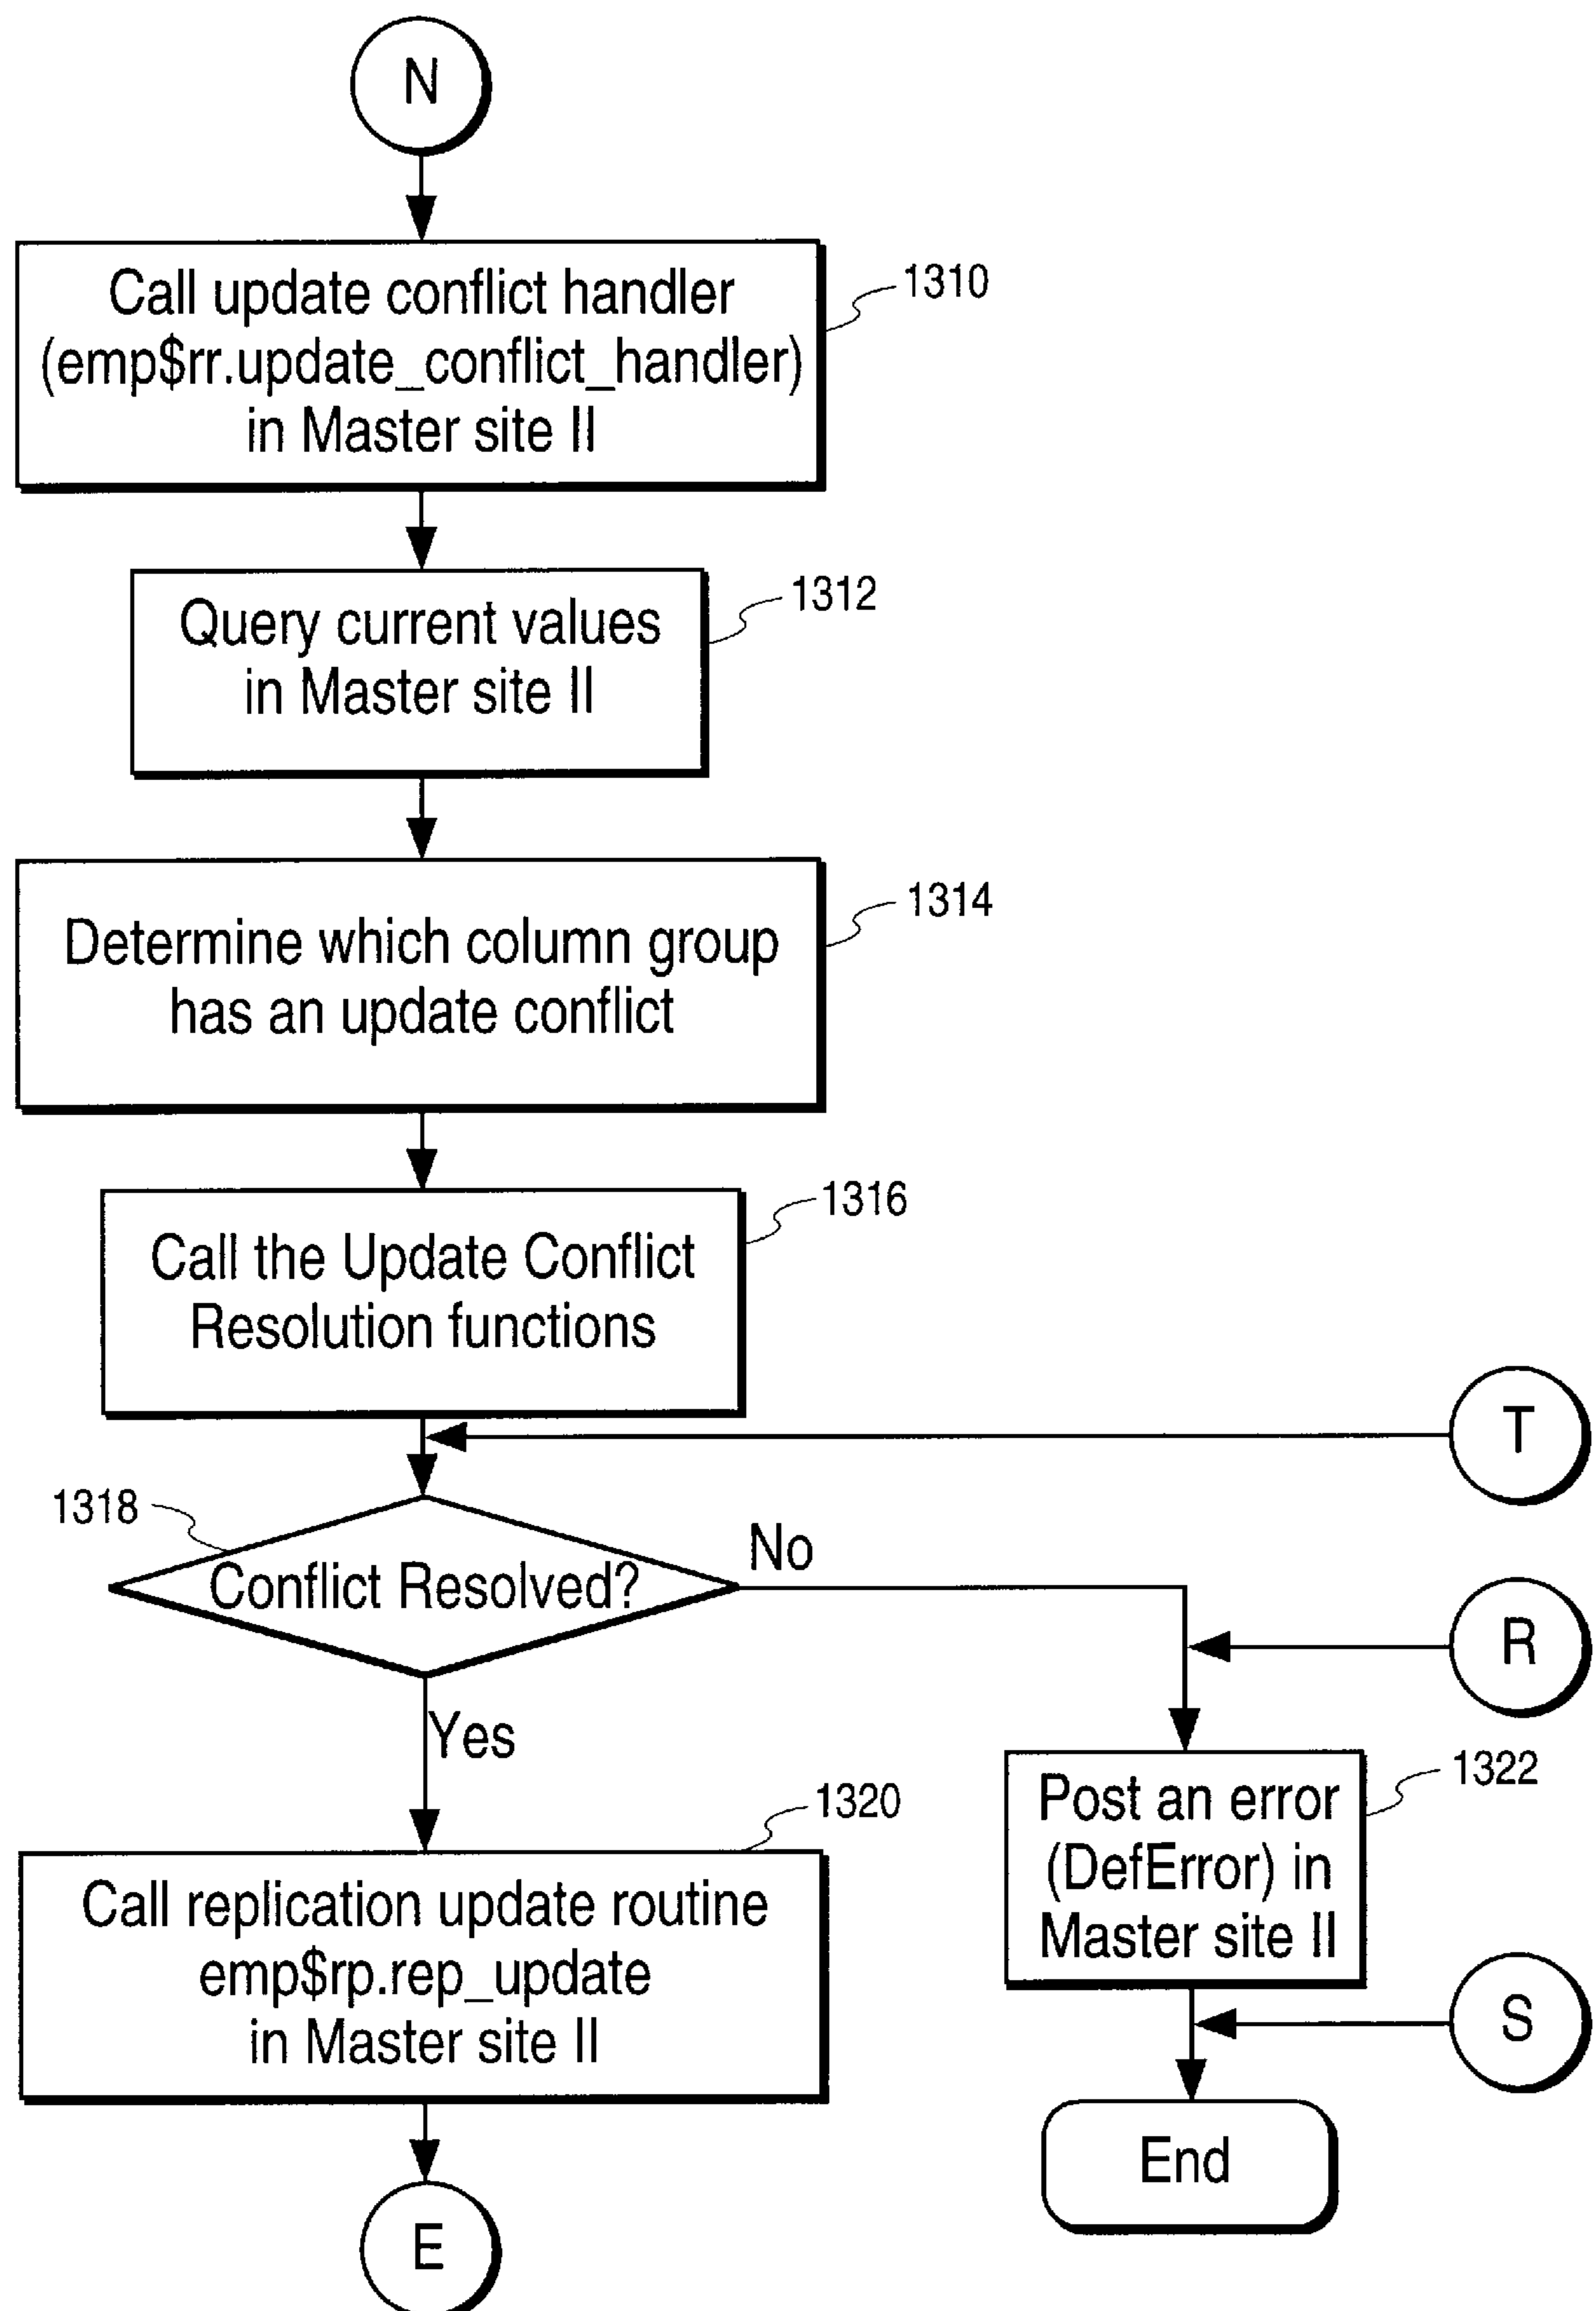 N
Call update conflict handler
(emp$rr.update_conflict_handler)
in Master site II
1310
Query current values
in Master site II
1312
Determine which column group
has an update conflict
1314
Call the Update Conflict
Resolution functions
1316
T
1318
Conflict Resolved?
No
R
Yes
Call replication update routine
emp$rp.rep_update
in Master site II
1320
Post an error
(DefError) in
Master site II
1322
S
End
E